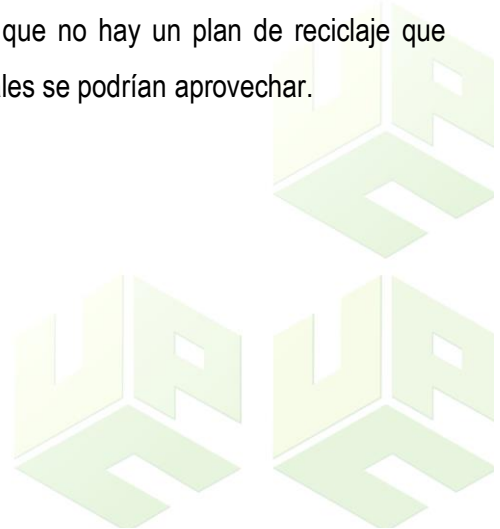 que no hay un plan de reciclaje que
les se podrían aprovechar.